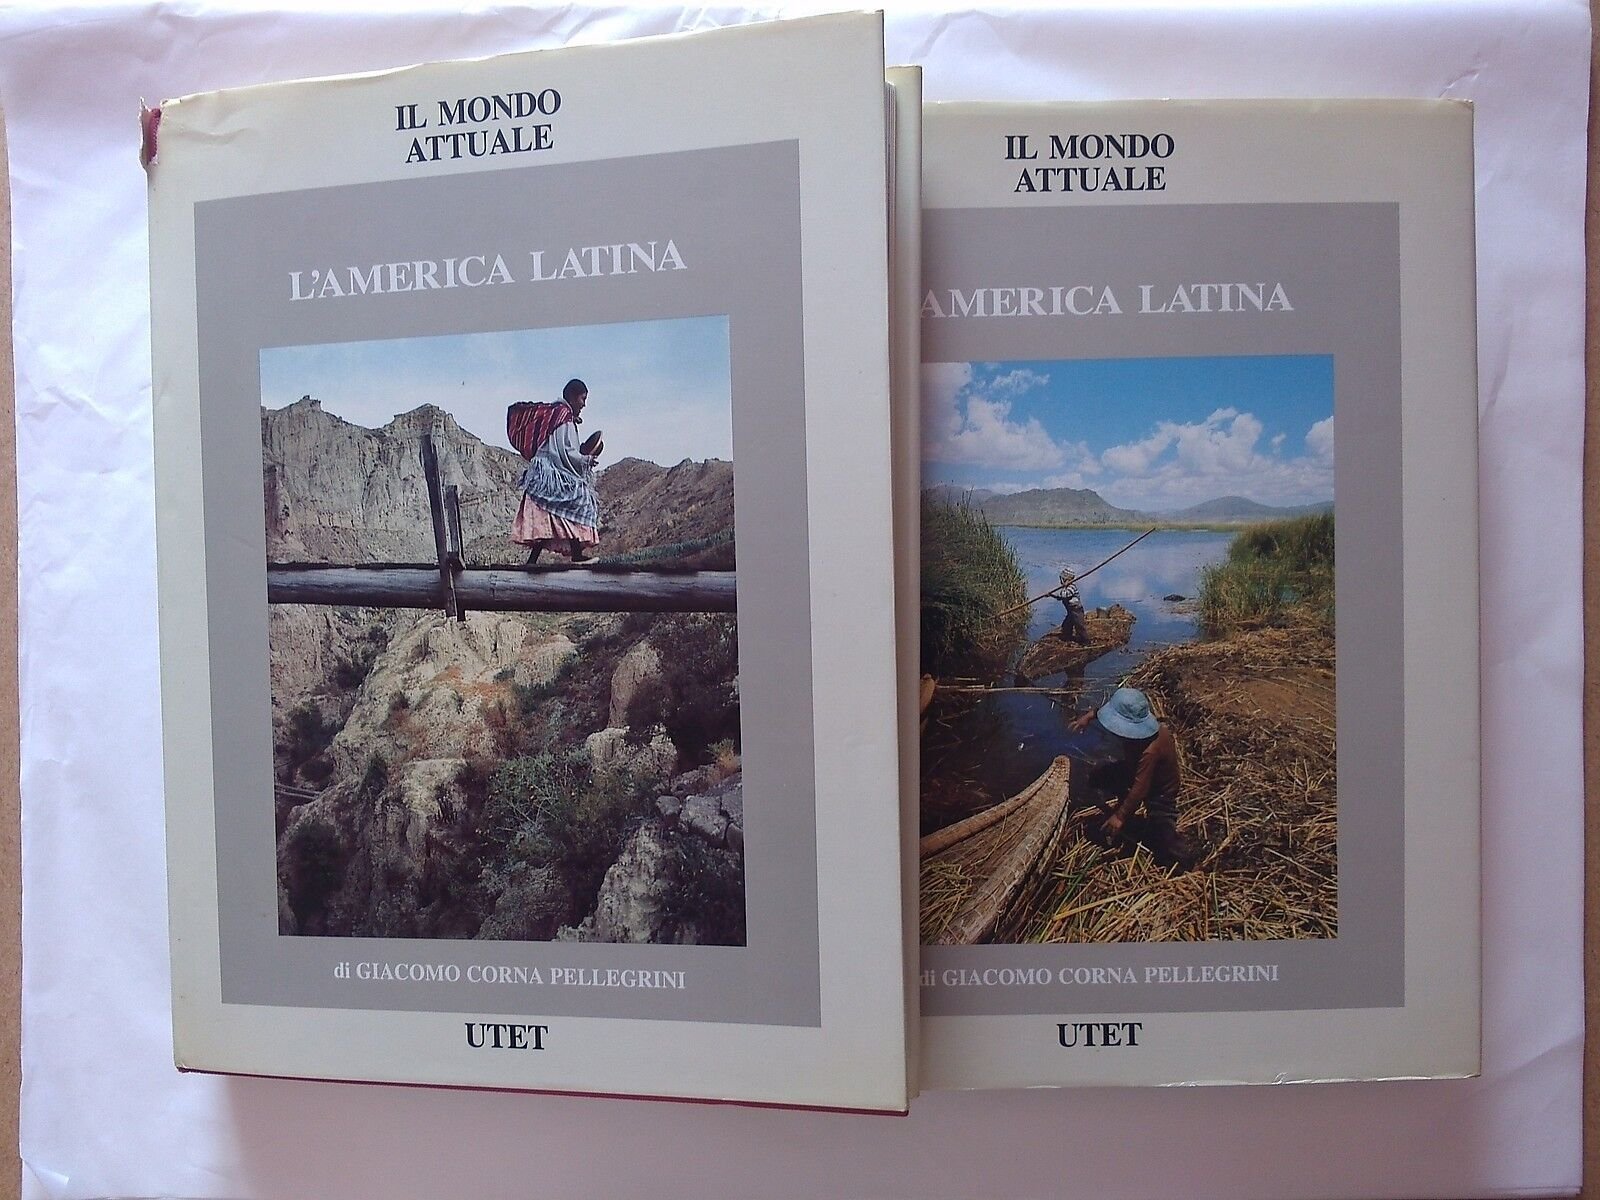 IL MONDO
ATTUALE
L'AMERICA LATINA
di GIACOMO CORNA PELLEGRINI
UTET
IL MONDO
ATTUALE
AMERICA LATINA
di GIACOMO CORNA PELLEGRINI
UTET